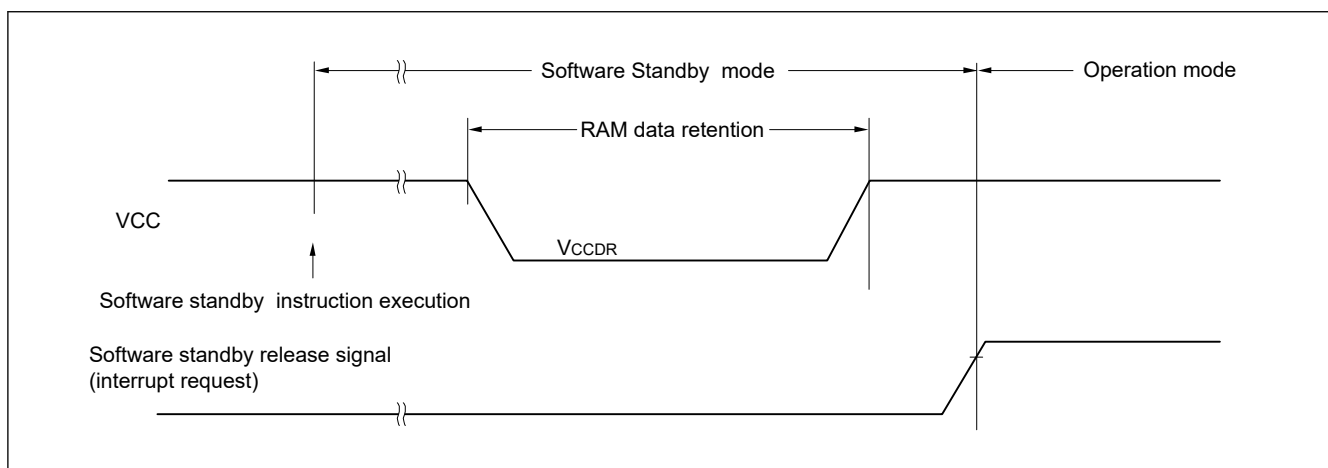 Software Standby mode
Operation mode
RAM data retention
VCC
VCCDR
Software standby instruction execution
Software standby release signal
(interrupt request)